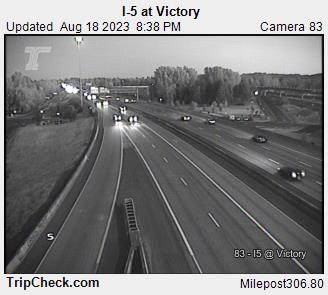 I-5 at Victory
Updated Aug 18 2023 8:38 PM Camera 83
S
83 - I5 @ Victory
TripCheck.com Milepost306.80